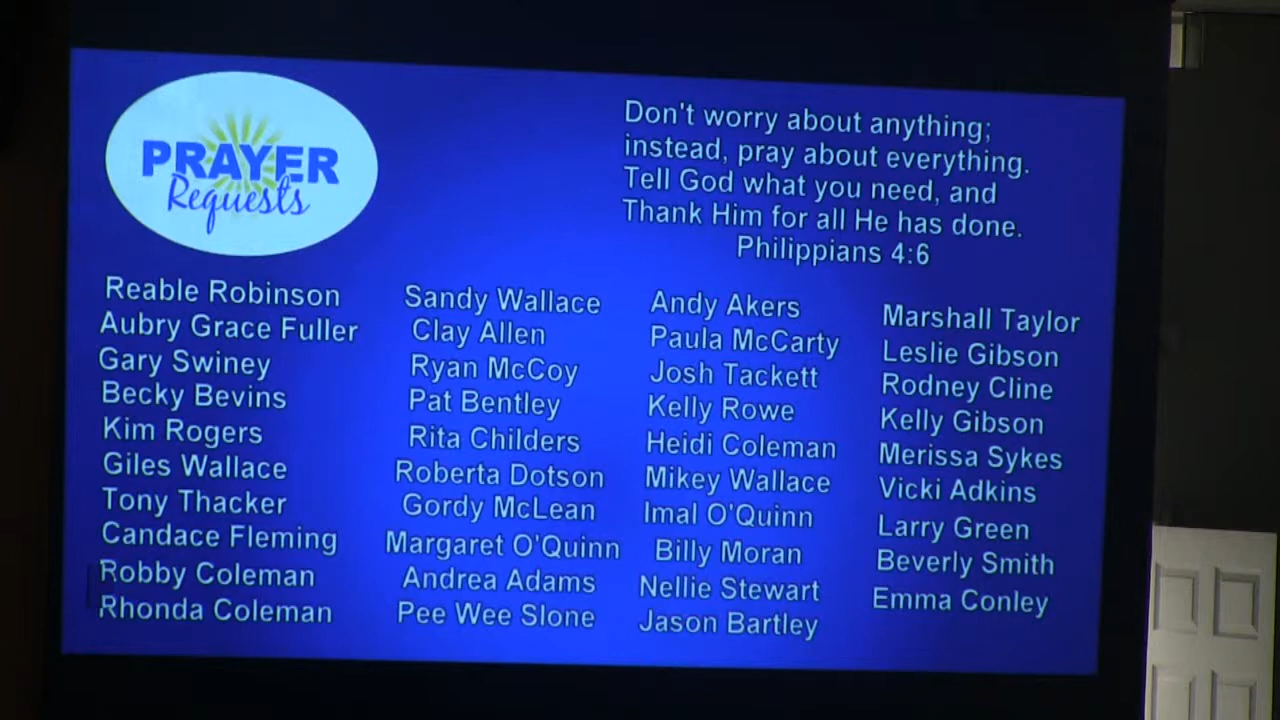 PRAYER
Requests
Don't worry about anything;
instead, pray about everything.
Tell God what you need, and
Thank Him for all He has done.
Philippians 4:6
Reable Robinson
Aubry Grace Fuller
Gary Swiney
Becky Bevins
Kim Rogers
Giles Wallace
Tony Thacker
Candace Fleming
Robby Coleman
Rhonda Coleman
Sandy Wallace
Clay Allen
Ryan McCoy
Pat Bentley
Rita Childers
Roberta Dotson
Gordy McLean
Margaret O'Quinn
Andrea Adams
Pee Wee Slone
Andy Akers
Paula McCarty
Josh Tackett
Kelly Rowe
Heidi Coleman
Mikey Wallace
Imal O'Quinn
Billy Moran
Nellie Stewart
Jason Bartley
Marshall Taylor
Leslie Gibson
Rodney Cline
Kelly Gibson
Merissa Sykes
Vicki Adkins
Larry Green
Beverly Smith
Emma Conley